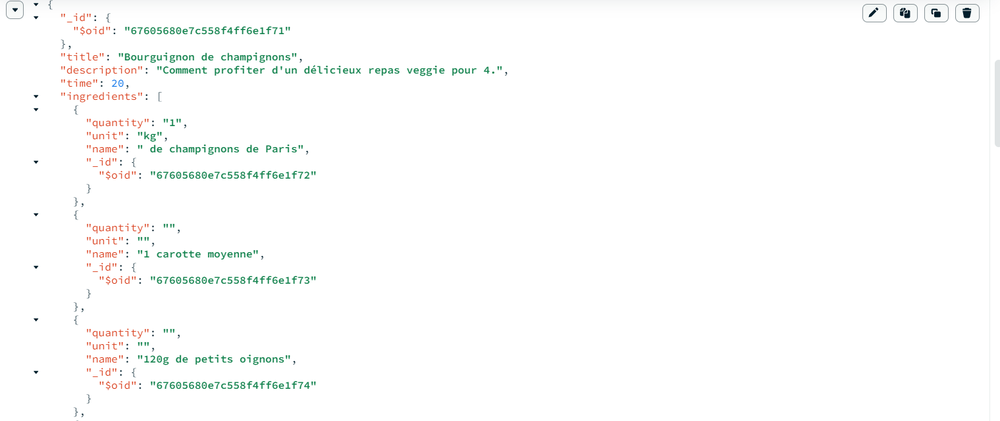 {
"_id": {
"$oid": "67605680e7c558f4ff6e1f71"
},
"title": "Bourguignon de champignons",
"description": "Comment profiter d'un délicieux repas veggie pour 4.",
"time": 20,
"ingredients": [
{
"quantity": "1",
"unit": "kg",
"name": " de champignons de Paris",
"_id": {
"$oid": "67605680e7c558f4ff6e1f72"
}
},
{
"quantity": "",
"unit": "",
"name": "1 carotte moyenne",
"_id": {
"$oid": "67605680e7c558f4ff6e1f73"
}
},
{
"quantity": "",
"unit": "",
"name": "120g de petits oignons",
"_id": {
"$oid": "67605680e7c558f4ff6e1f74"
}
},